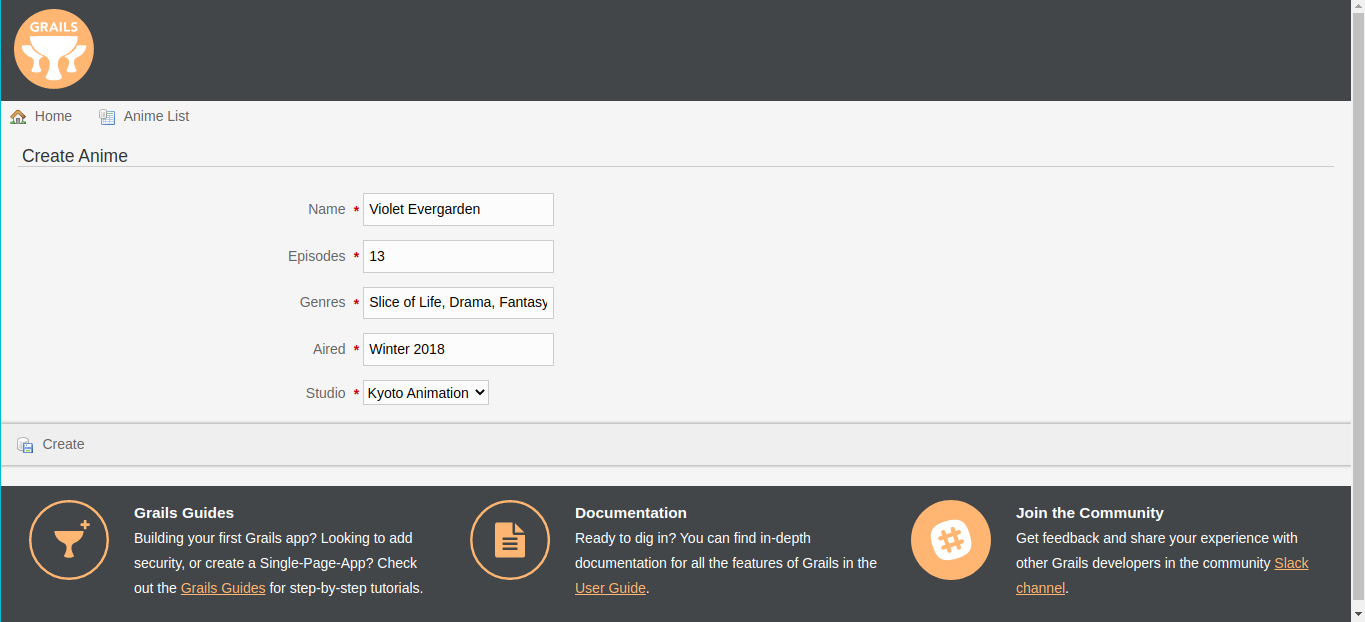 GRAILS
Home Anime List
Create Anime
Name * Violet Evergarden
Episodes * 13
Genres * Slice of Life, Drama, Fantasy
Aired * Winter 2018
Studio * Kyoto Animation
Create
Grails Guides
Building your first Grails app? Looking to add
security, or create a Single-Page-App? Check
out the Grails Guides for step-by-step tutorials.
Documentation
Ready to dig in? You can find in-depth
documentation for all the features of Grails in the
User Guide.
Join the Community
Get feedback and share your experience with
other Grails developers in the community Slack
channel.